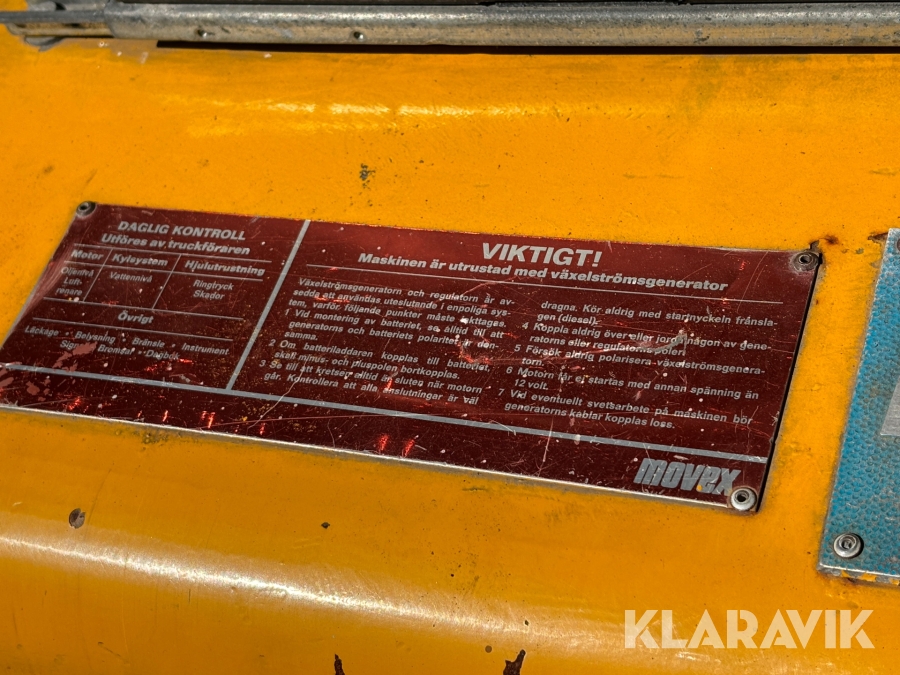 DAGLIG KONTROLL
Utföres av truckföraren
Motor Kylsystem Hjulutrustning
Oljenivå Vattennivå Ringtryck
Luft- Skador
renare
Övrigt
Läckage Belysning Bränsle Instrument
Signal Bromsar Dagbok
VIKTIGT!
Maskinen är utrustad med växelströmsgenerator
Växelströmsgeneratorn och regulatorn är av-
sedda att användas uteslutande i enpoliga sys-
tem, varför följande punkter måste iakttagas.
1 Vid montering av batteriet, se alltid till att
generatorns och batteriets polaritet är den
samma.
2 Om batteriladdaren kopplas till batteriet,
skall minus- och pluspolen bortkopplas.
3 Se till att kretsen alltid är sluten när motorn
går. Kontrollera att alla anslutningar är väl
dragna. Kör aldrig med startnyckeln frånsla-
gen (diesel).
4 Koppla aldrig över eller jorda någon av gene-
ratorns eller regulatorns poler.
5 Försök aldrig polarisera växelströmsgenera-
torn.
6 Motorn får ej startas med annan spänning än
12 volt.
7 Vid eventuellt svetsarbete på maskinen bör
generatorns kablar kopplas loss.
movex
KLARAVIK